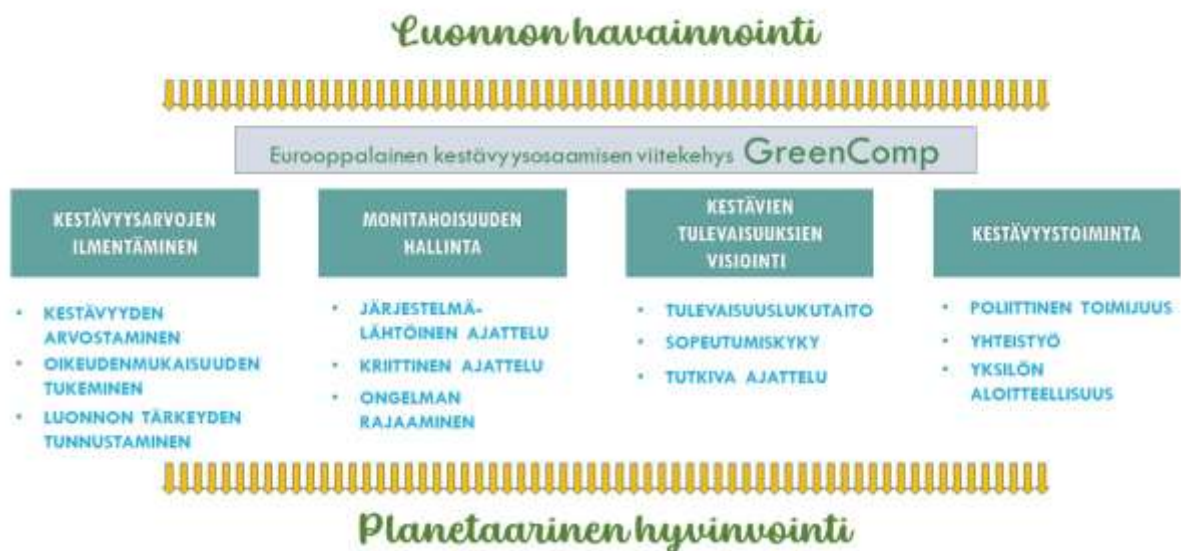 Luonnon havainnointi
Eurooppalainen kestävyysosaamisen viitekehys GreenComp
KESTÄVYYSARVOJEN
ILMENTÄMINEN
• KESTÄVYYDEN
ARVOSTAMINEN
• OIKEUDENMUKAISUUDEN
TUKEMINEN
• LUONNON TÄRKEYDEN
TUNNUSTAMINEN
MONITAHOISUUDEN
HALLINTA
• JÄRJESTELMÄ-
LÄHTÖINEN AJATTELU
• KRIITTINEN AJATTELU
• ONGELMAN
RAJAAMINEN
KESTÄVIEN
TULEVAISUUKSIEN
VISIOINTI
• TULEVAISUUSLUKUTAITO
• SOPEUTUMISKYKY
• TUTKIVA AJATTELU
KESTÄVYYSTOIMINTA
• POLIITTINEN TOIMIJUUS
• YHTEISTYÖ
• YKSILÖN
ALOITTEELLISUUS
Planetaarinen hyvinvointi